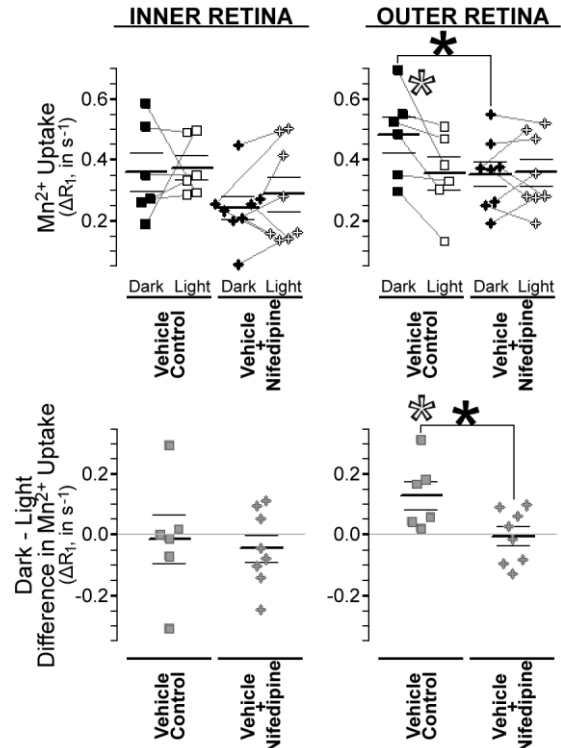 INNER RETINA
OUTER RETINA
Mn2+ Uptake
(ΔR1, in s-1)
0.6
0.4
0.2
Dark Light Dark Light
Vehicle
Control
Vehicle
+
Nifedipine
0.6
0.4
0.2
Dark Light Dark Light
Vehicle
Control
Vehicle
+
Nifedipine
Dark - Light
Difference in Mn2+ Uptake
(ΔR1, in s-1)
0.2
0.0
-0.2
Vehicle
Control
Vehicle
+
Nifedipine
0.2
0.0
-0.2
Vehicle
Control
Vehicle
+
Nifedipine